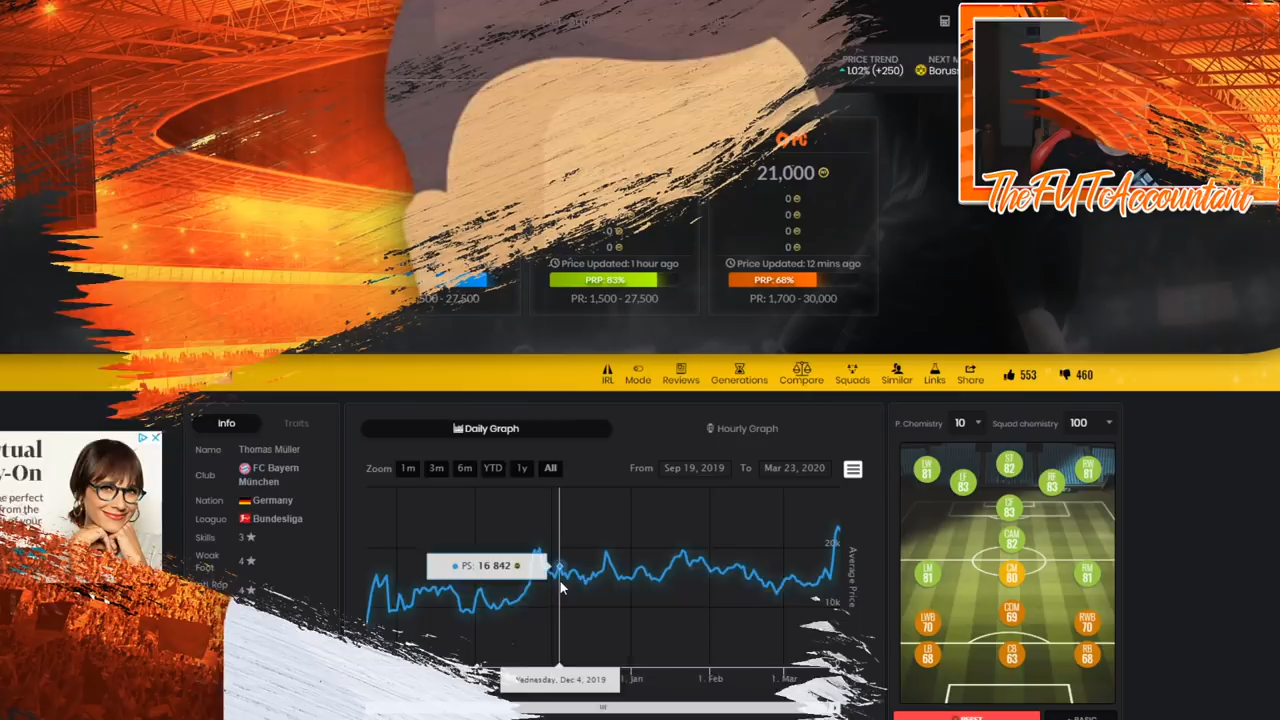 PRICE TREND
NEXT M
1.02% (+250)
Boruss
PC
21,000
0
0
0
0
0
0
Price Updated: 1 hour ago
Price Updated: 12 mins ago
PRP: 83%
PRP: 68%
500 - 27,500
PR: 1,500 - 27,500
PR: 1,700 - 30,000
TheFUTAccountant
IRL
Mode
Reviews
Generations
Compare
Squads
Similar
Links
Share
553
460
Info
Traits
Name Thomas Müller
Club FC Bayern München
Nation Germany
League Bundesliga
Skills 3★
Weak Foot 4★
4★
tual
y-On
e perfect
rom the
of your
Daily Graph
Hourly Graph
Zoom 1m 3m 6m YTD 1y All
From Sep 19, 2019 To Mar 23, 2020
PS: 16 842
20k
10k
Average Price
Wednesday, Dec 4, 2019
1. Jan
1. Feb
1. Mar
P. Chemistry 10
Squad chemistry 100
LW 81
LF 83
ST 82
RF 83
RW 81
CF 83
CAM 82
LM 81
CM 80
RM 81
LWB 70
CDM 69
RWB 70
LB 68
CB 63
RB 68